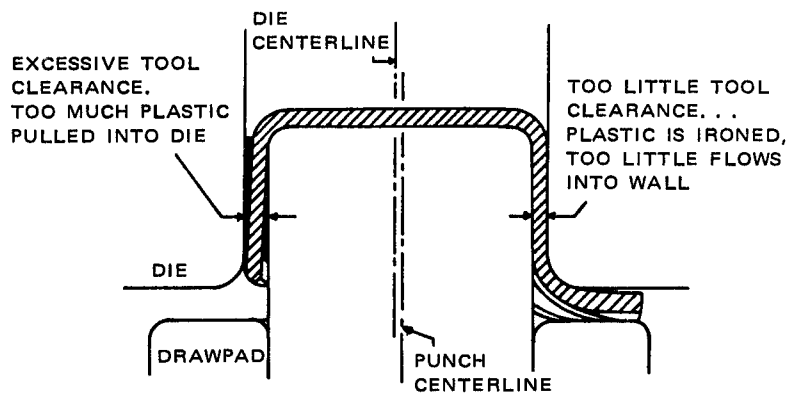 DIE
CENTERLINE
EXCESSIVE TOOL
CLEARANCE.
TOO MUCH PLASTIC
PULLED INTO DIE
TOO LITTLE TOOL
CLEARANCE...
PLASTIC IS IRONED,
TOO LITTLE FLOWS
INTO WALL
DIE
DRAWPAD
PUNCH
CENTERLINE